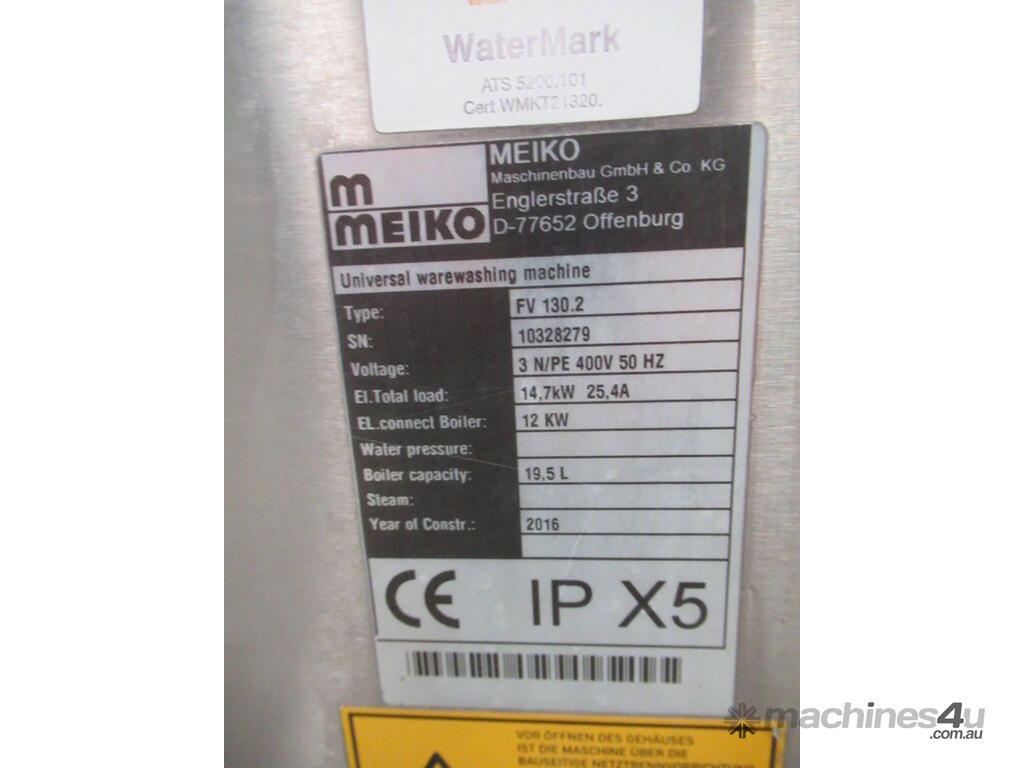 WaterMark
ATS 5200.101
Cert WMKT21320.
m
MEIKO
MEIKO
Maschinenbau GmbH & Co. KG
Englerstraße 3
D-77652 Offenburg
Universal warewashing machine
Type: FV 130.2
SN: 10328279
Voltage: 3 N/PE 400V 50 HZ
El.Total load: 14,7kW 25,4A
EL.connect Boiler: 12 KW
Water pressure:
Boiler capacity: 19,5 L
Steam:
Year of Constr.: 2016
CE IP X5
VOR ÖFFNEN DES GEHÄUSES
IST DIE MASCHINE ÜBER DIE
BAUSEITIGE NETZTRENNVORRICHTUNG
machines4u
.com.au